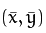 (x̄, ȳ)